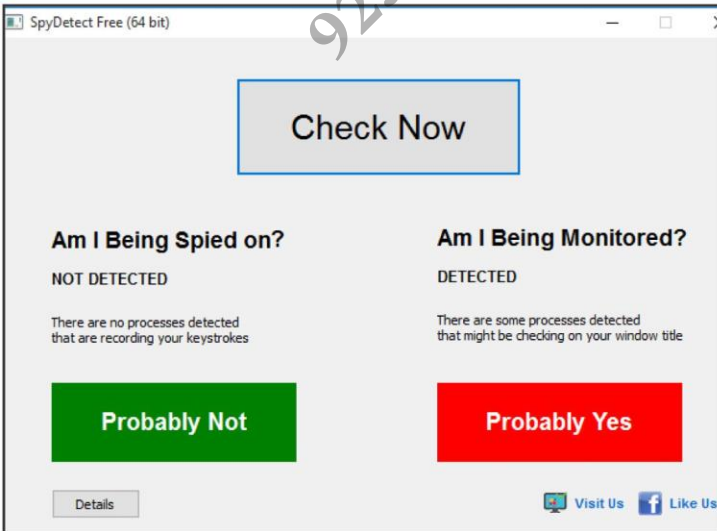 SpyDetect Free (64 bit)
Check Now
Am I Being Spied on?
NOT DETECTED
There are no processes detected
that are recording your keystrokes
Probably Not
Details
Am I Being Monitored?
DETECTED
There are some processes detected
that might be checking on your window title
Probably Yes
Visit Us
Like Us